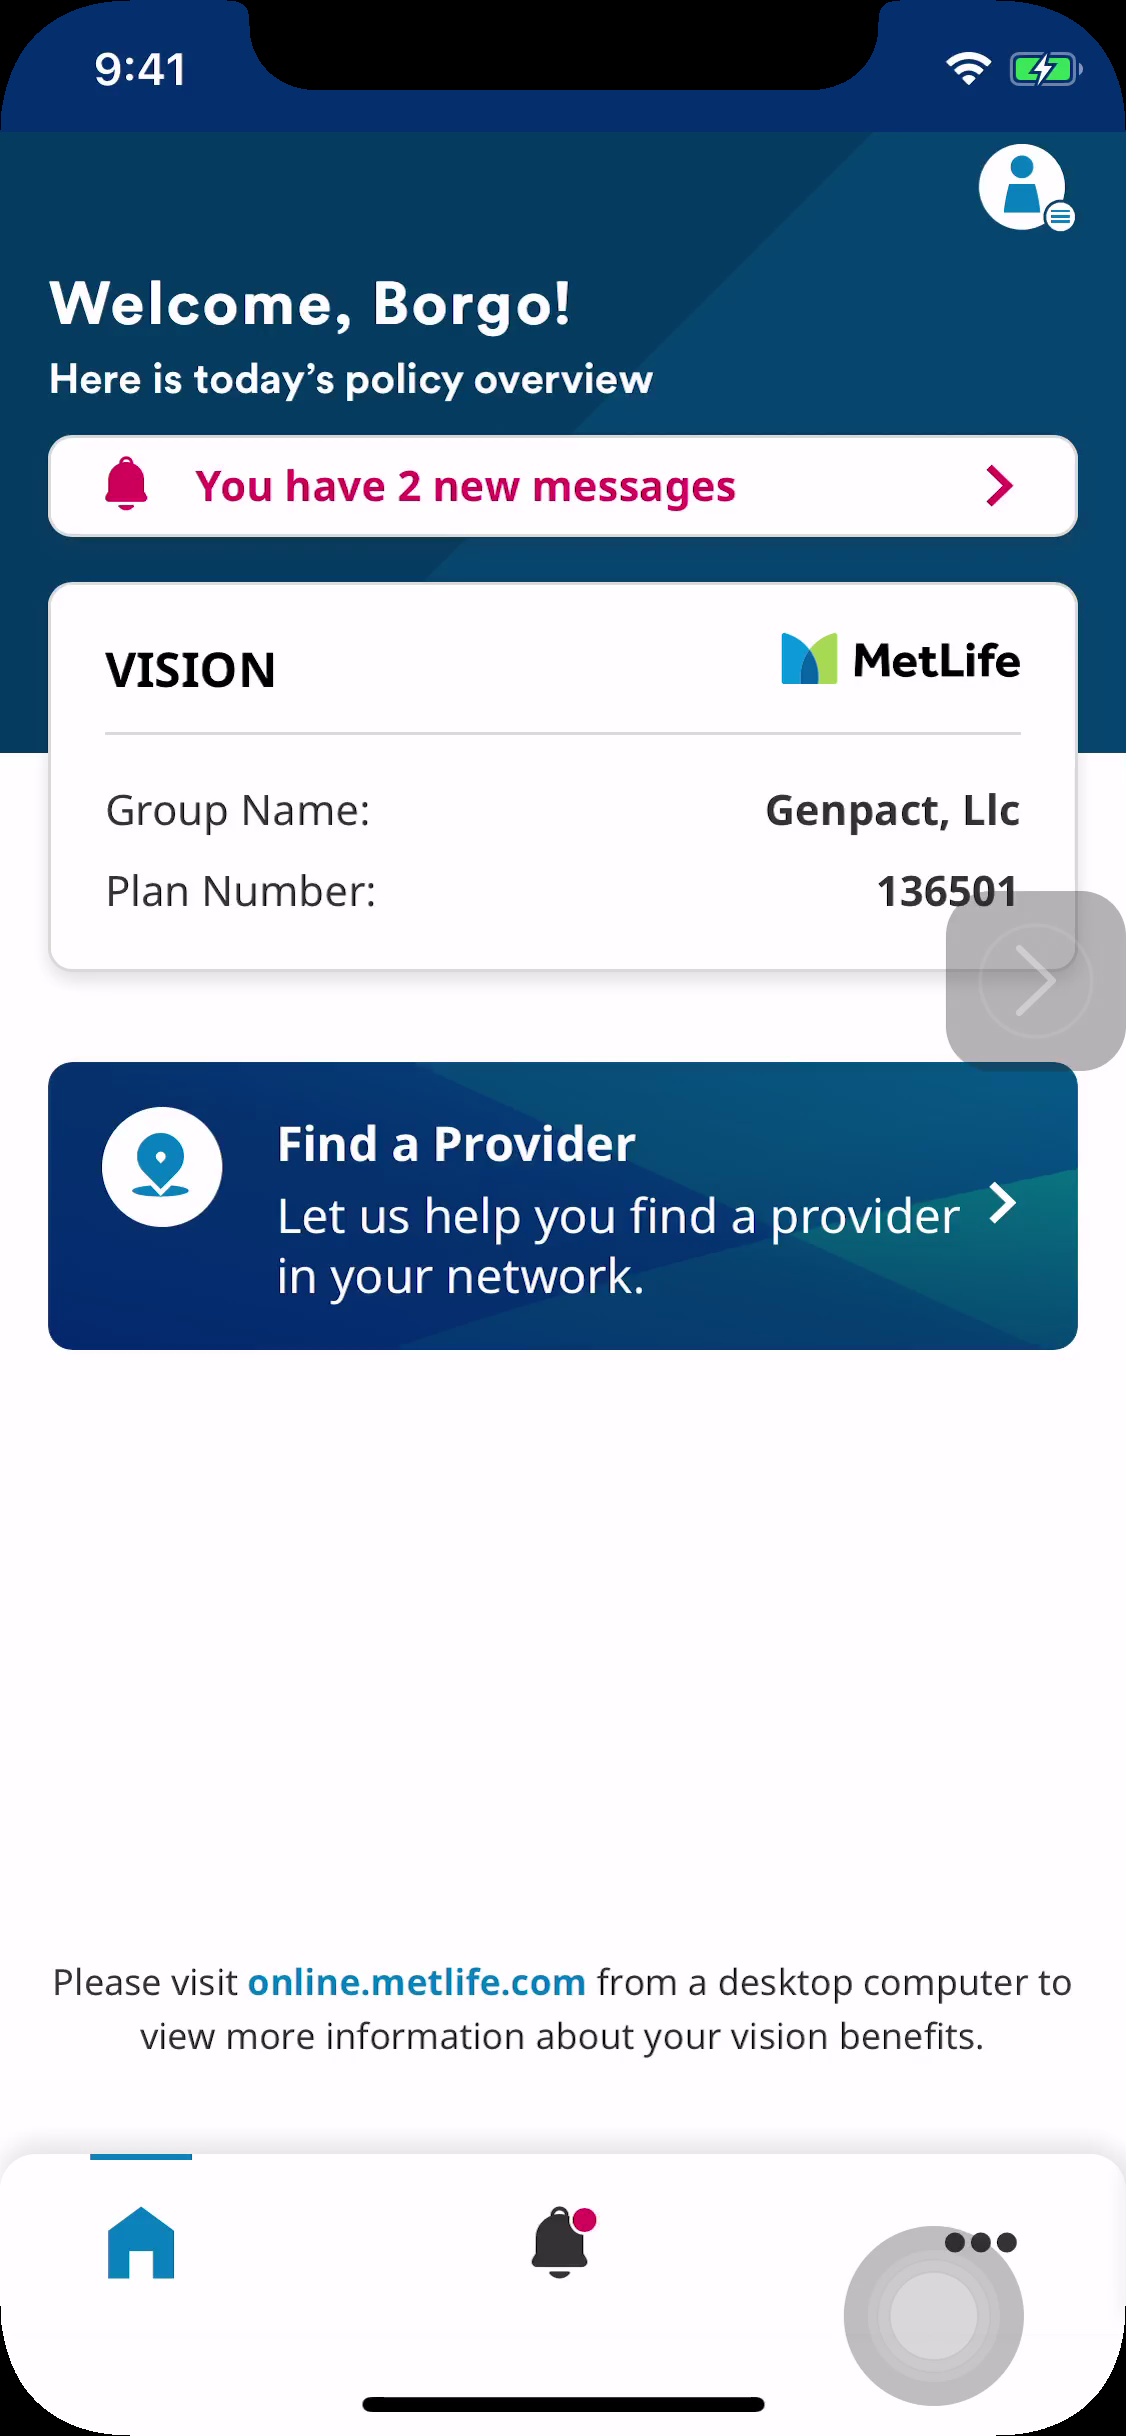 9:41
Welcome, Borgo!
Here is today’s policy overview
You have 2 new messages
VISION
MetLife
Group Name: Genpact, Llc
Plan Number: 136501
Find a Provider
Let us help you find a provider
in your network.
Please visit online.metlife.com from a desktop computer to
view more information about your vision benefits.